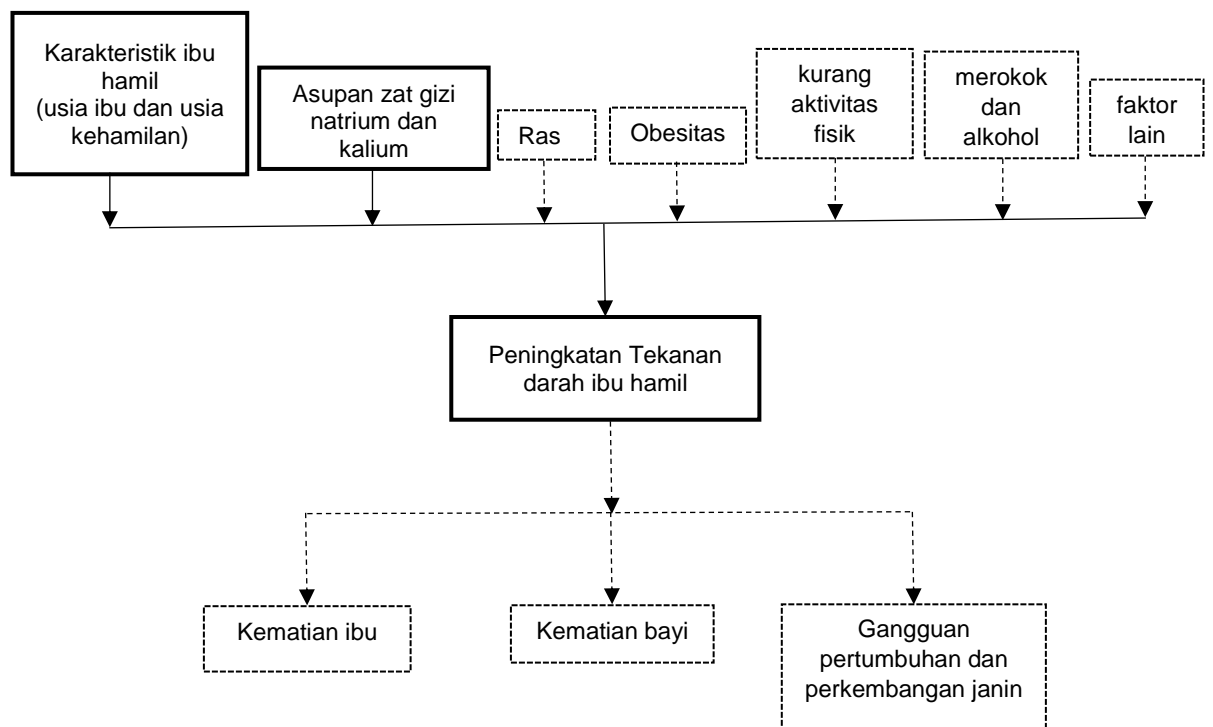 Karakteristik ibu
hamil
(usia ibu dan usia
kehamilan)
Asupan zat gizi
natrium dan
kalium
Ras
Obesitas
kurang
aktivitas
fisik
merokok
dan
alkohol
faktor
lain
Peningkatan Tekanan
darah ibu hamil
Kematian ibu
Kematian bayi
Gangguan
pertumbuhan dan
perkembangan janin